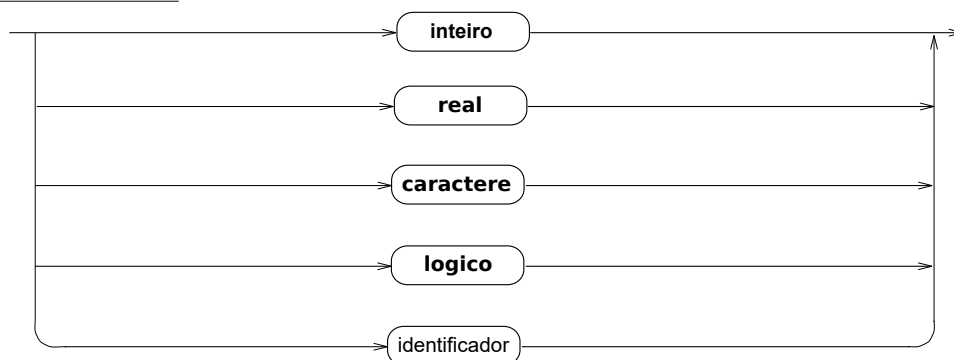 inteiro
real
caractere
logico
identificador